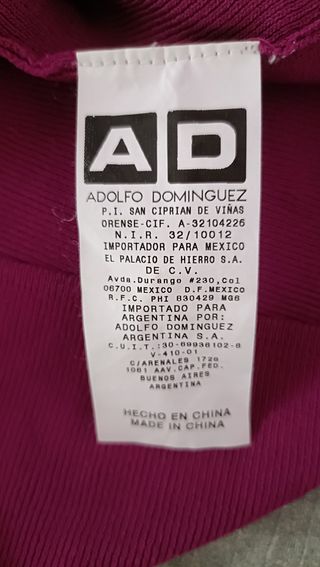 AD
ADOLFO DOMINGUEZ
P.I. SAN CIPRIAN DE VIÑAS
ORENSE-CIF. A-32104226
N.I.R. 32/10012
IMPORTADOR PARA MEXICO
EL PALACIO DE HIERRO S.A.
DE C.V.
Avda.Durango #230,Col
06700 MEXICO D.F.MEXICO
R.F.C. PHI 830429 MG6
IMPORTADO PARA
ARGENTINA POR:
ADOLFO DOMINGUEZ
ARGENTINA S.A.
C.U.I.T.:30-69936102-6
V-410-01
C/ARENALES 1728
1061 AAV.CAP.FED.
BUENOS AIRES
ARGENTINA
HECHO EN CHINA
MADE IN CHINA